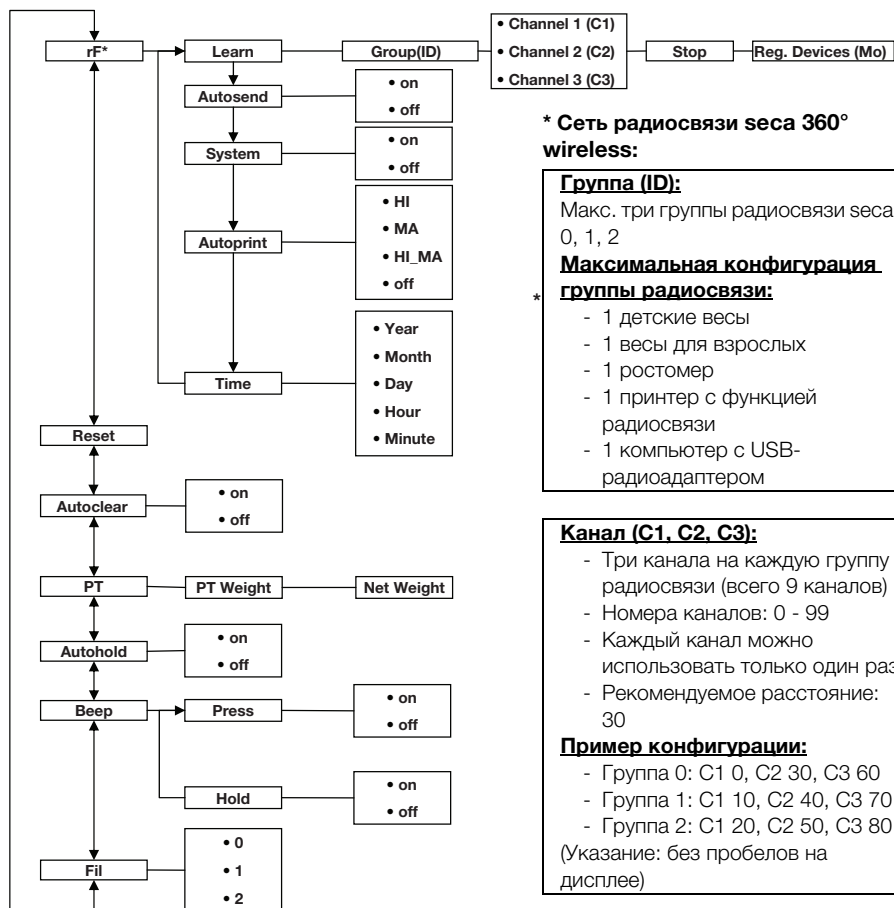 rF*
Learn
Group(ID)
• Channel 1 (C1)
• Channel 2 (C2)
• Channel 3 (C3)
Stop
Reg. Devices (Mo)
Autosend
• on
• off
System
• on
• off
Autoprint
• HI
• MA
• HI_MA
• off
Time
• Year
• Month
• Day
• Hour
• Minute
Reset
Autoclear
• on
• off
PT
PT Weight
Net Weight
Autohold
• on
• off
Beep
Press
• on
• off
Hold
• on
• off
Fil
• 0
• 1
• 2
* Сеть радиосвязи seca 360°
wireless:
Группа (ID):
Макс. три группы радиосвязи seca
0, 1, 2
Максимальная конфигурация
группы радиосвязи:
*
- 1 детские весы
- 1 весы для взрослых
- 1 ростомер
- 1 принтер с функцией
радиосвязи
- 1 компьютер с USB-
радиоадаптером
Канал (C1, C2, C3):
- Три канала на каждую группу
радиосвязи (всего 9 каналов)
- Номера каналов: 0 - 99
- Каждый канал можно
использовать только один раз
- Рекомендуемое расстояние:
30
Пример конфигурации:
- Группа 0: C1 0, C2 30, C3 60
- Группа 1: C1 10, C2 40, C3 70
- Группа 2: C1 20, C2 50, C3 80
(Указание: без пробелов на
дисплее)